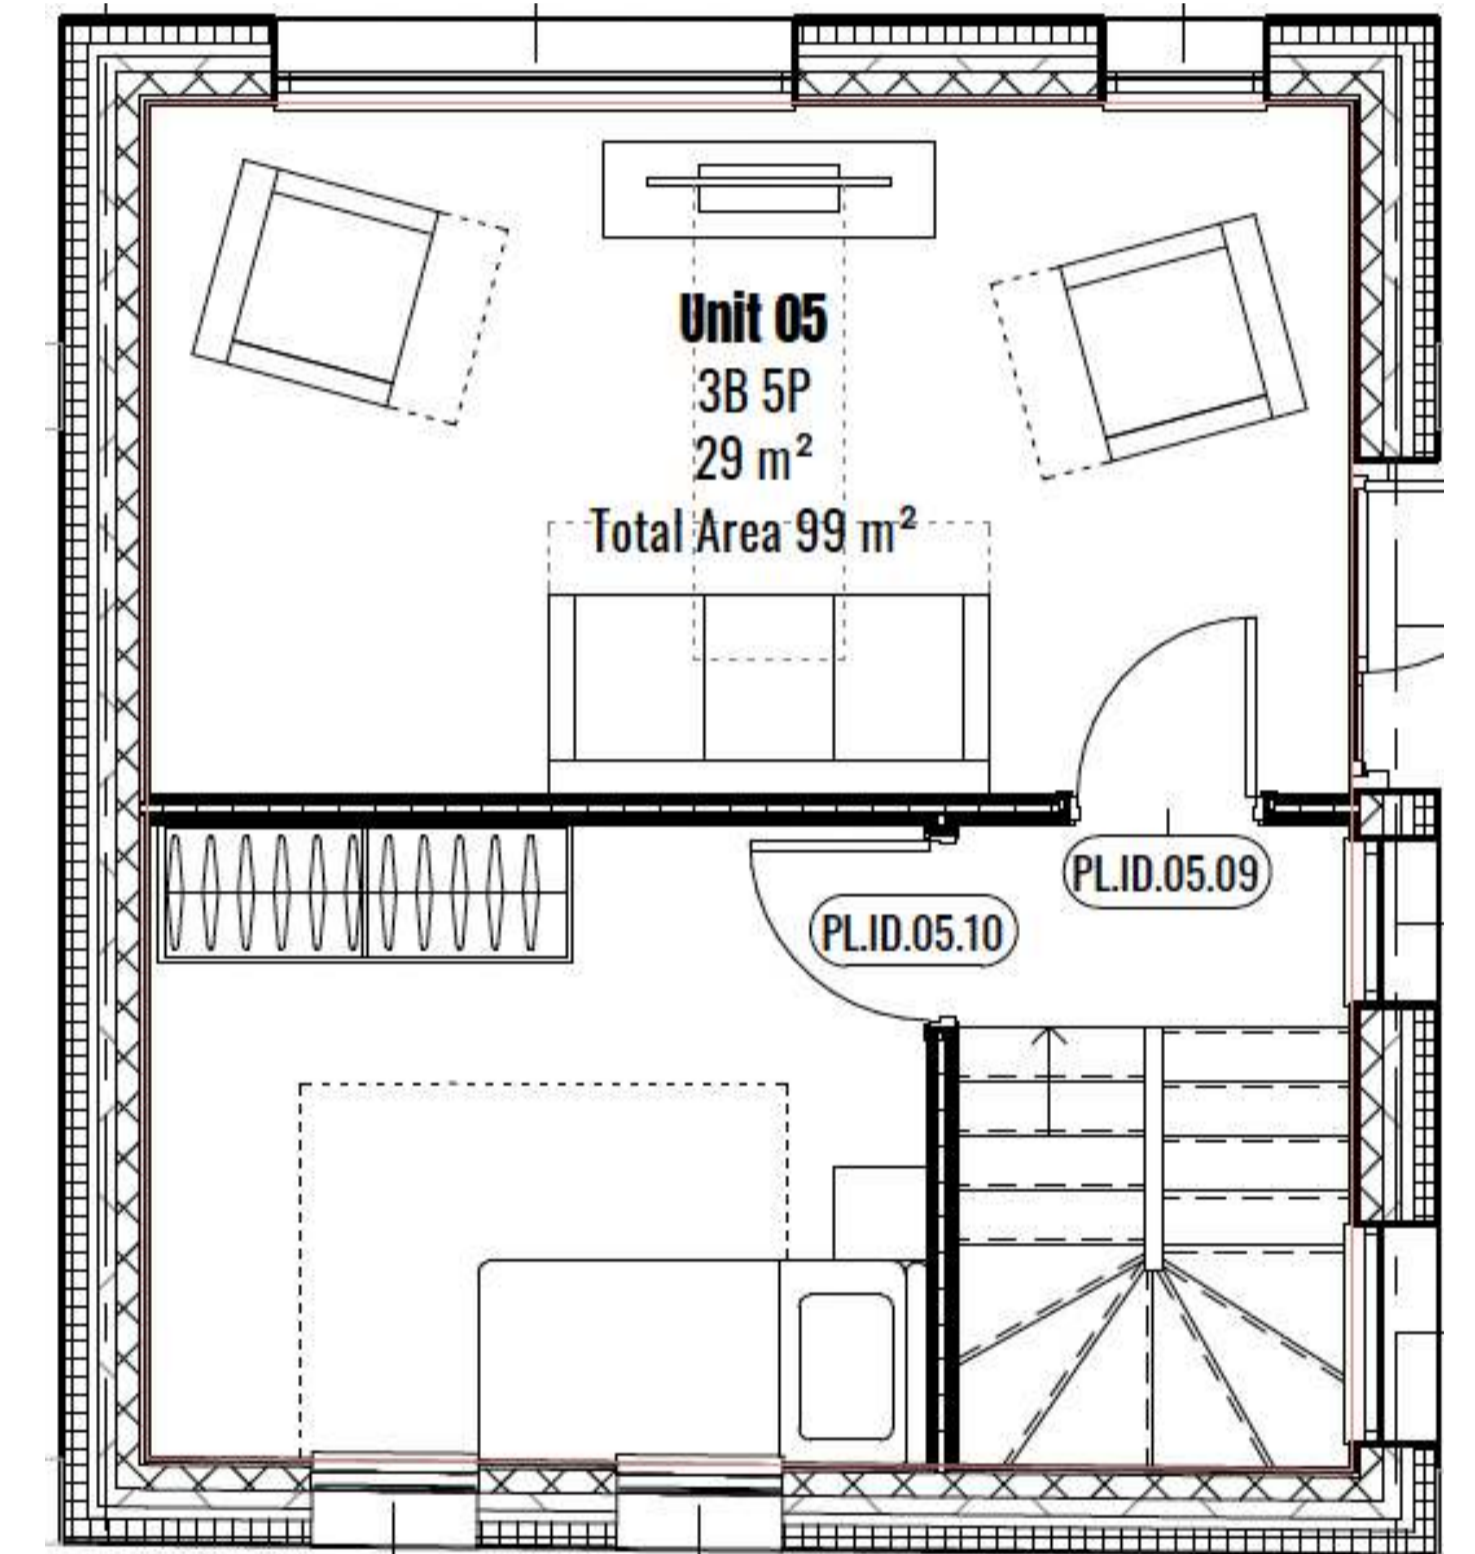 Unit 05
3B 5P
29 m²
Total Area 99 m²
PL.ID.05.09
PL.ID.05.10